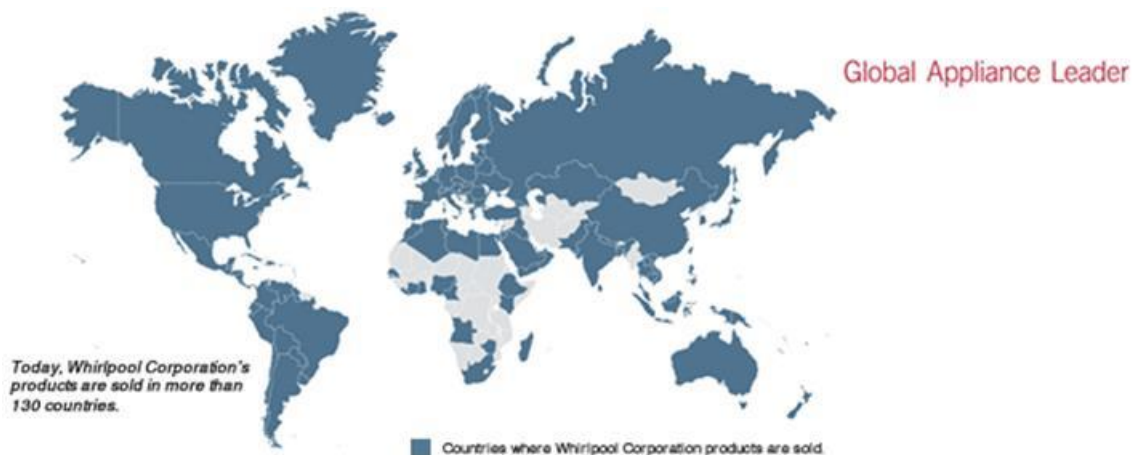 Global Appliance Leader
Today, Whirlpool Corporation's
products are sold in more than
130 countries.
Countries where Whirlpool Corporation products are sold.